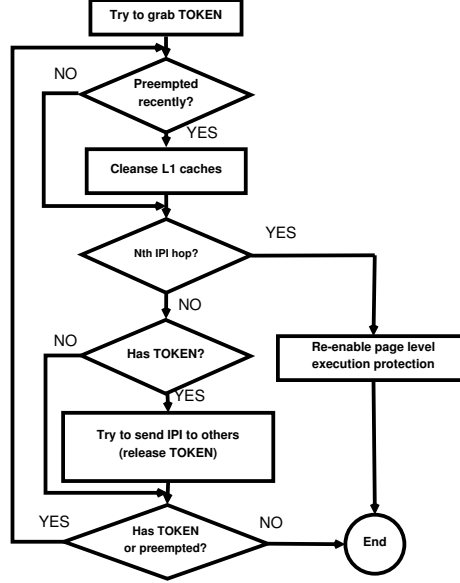 Try to grab TOKEN
NO
Preempted
recently?
YES
Cleanse L1 caches
Nth IPI hop?
YES
NO
Re-enable page level
execution protection
NO
Has TOKEN?
YES
Try to send IPI to others
(release TOKEN)
YES
Has TOKEN
or preempted?
NO
End